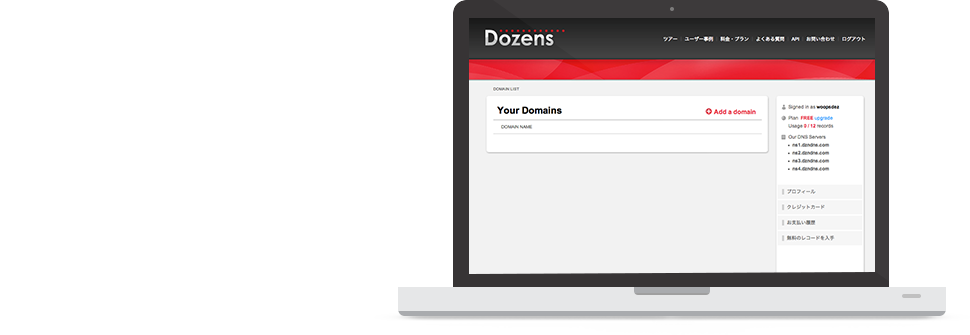 Dozens
ツアー ユーザー事例 料金・プラン よくある質問 API お問い合わせ ログアウト
DOMAIN LIST
Your Domains
Add a domain
DOMAIN NAME
Signed in as woopsdez
Plan FREE upgrade
Usage 0 / 12 records
Our DNS Servers
ns1.dzndns.com
ns2.dzndns.com
ns3.dzndns.com
ns4.dzndns.com
プロフィール
クレジットカード
お支払い履歴
無料のレコードを入手